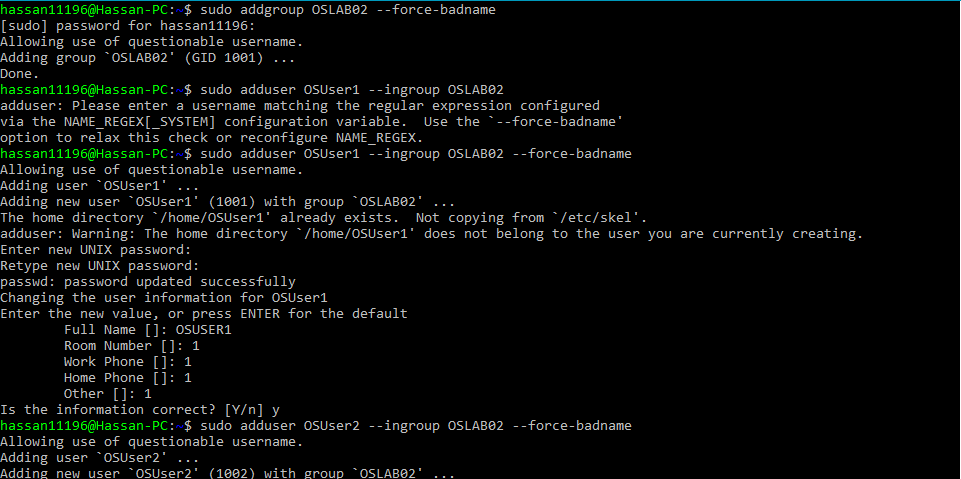 hassan11196@Hassan-PC:~$ sudo addgroup OSLAB02 --force-badname
[sudo] password for hassan11196:
Allowing use of questionable username.
Adding group `OSLAB02' (GID 1001) ...
Done.
hassan11196@Hassan-PC:~$ sudo adduser OSUser1 --ingroup OSLAB02
adduser: Please enter a username matching the regular expression configured
via the NAME_REGEX[_SYSTEM] configuration variable.  Use the `--force-badname'
option to relax this check or reconfigure NAME_REGEX.
hassan11196@Hassan-PC:~$ sudo adduser OSUser1 --ingroup OSLAB02 --force-badname
Allowing use of questionable username.
Adding user `OSUser1' ...
Adding new user `OSUser1' (1001) with group `OSLAB02' ...
The home directory `/home/OSUser1' already exists.  Not copying from `/etc/skel'.
adduser: Warning: The home directory `/home/OSUser1' does not belong to the user you are currently creating.
Enter new UNIX password:
Retype new UNIX password:
passwd: password updated successfully
Changing the user information for OSUser1
Enter the new value, or press ENTER for the default
        Full Name []: OSUSER1
        Room Number []: 1
        Work Phone []: 1
        Home Phone []: 1
        Other []: 1
Is the information correct? [Y/n] y
hassan11196@Hassan-PC:~$ sudo adduser OSUser2 --ingroup OSLAB02 --force-badname
Allowing use of questionable username.
Adding user `OSUser2' ...
Adding new user `OSUser2' (1002) with group `OSLAB02' ...